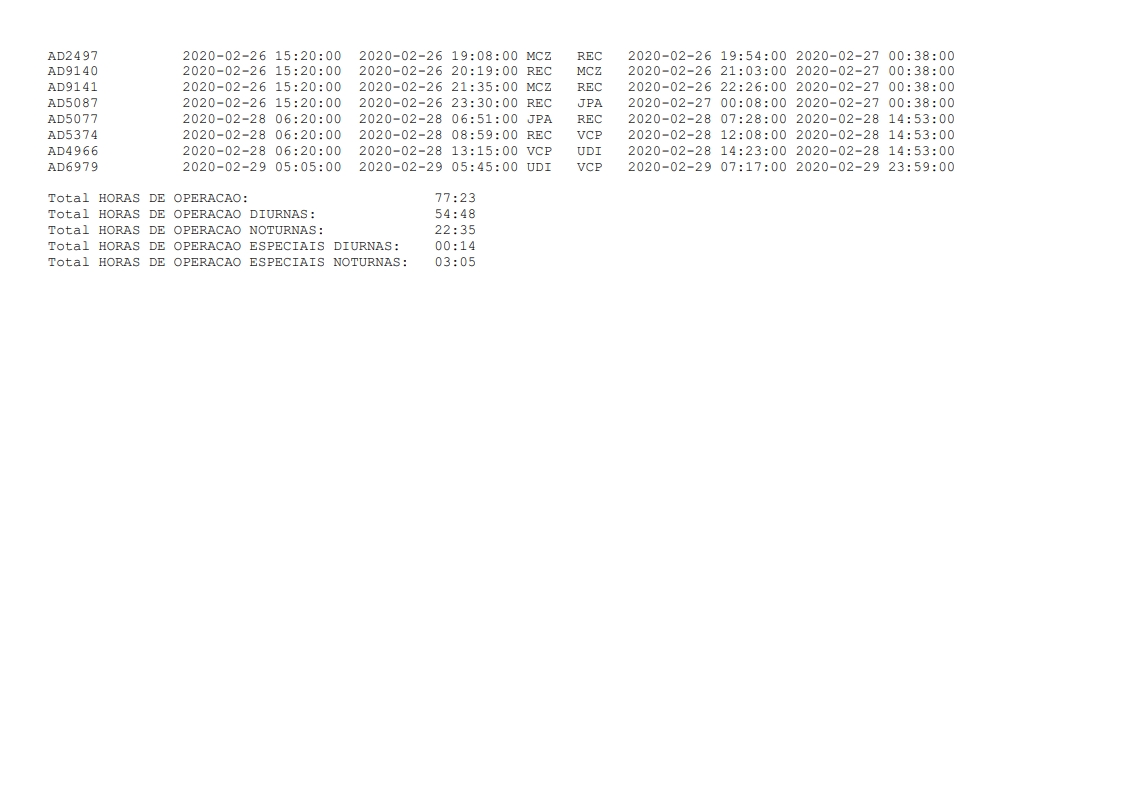 AD2497 2020-02-26 15:20:00 2020-02-26 19:08:00 MCZ REC 2020-02-26 19:54:00 2020-02-27 00:38:00
AD9140 2020-02-26 15:20:00 2020-02-26 20:19:00 REC MCZ 2020-02-26 21:03:00 2020-02-27 00:38:00
AD9141 2020-02-26 15:20:00 2020-02-26 21:35:00 MCZ REC 2020-02-26 22:26:00 2020-02-27 00:38:00
AD5087 2020-02-26 15:20:00 2020-02-26 23:30:00 REC JPA 2020-02-27 00:08:00 2020-02-27 00:38:00
AD5077 2020-02-28 06:20:00 2020-02-28 06:51:00 JPA REC 2020-02-28 07:28:00 2020-02-28 14:53:00
AD5374 2020-02-28 06:20:00 2020-02-28 08:59:00 REC VCP 2020-02-28 12:08:00 2020-02-28 14:53:00
AD4966 2020-02-28 06:20:00 2020-02-28 13:15:00 VCP UDI 2020-02-28 14:23:00 2020-02-28 14:53:00
AD6979 2020-02-29 05:05:00 2020-02-29 05:45:00 UDI VCP 2020-02-29 07:17:00 2020-02-29 23:59:00
Total HORAS DE OPERACAO: 77:23
Total HORAS DE OPERACAO DIURNAS: 54:48
Total HORAS DE OPERACAO NOTURNAS: 22:35
Total HORAS DE OPERACAO ESPECIAIS DIURNAS: 00:14
Total HORAS DE OPERACAO ESPECIAIS NOTURNAS: 03:05